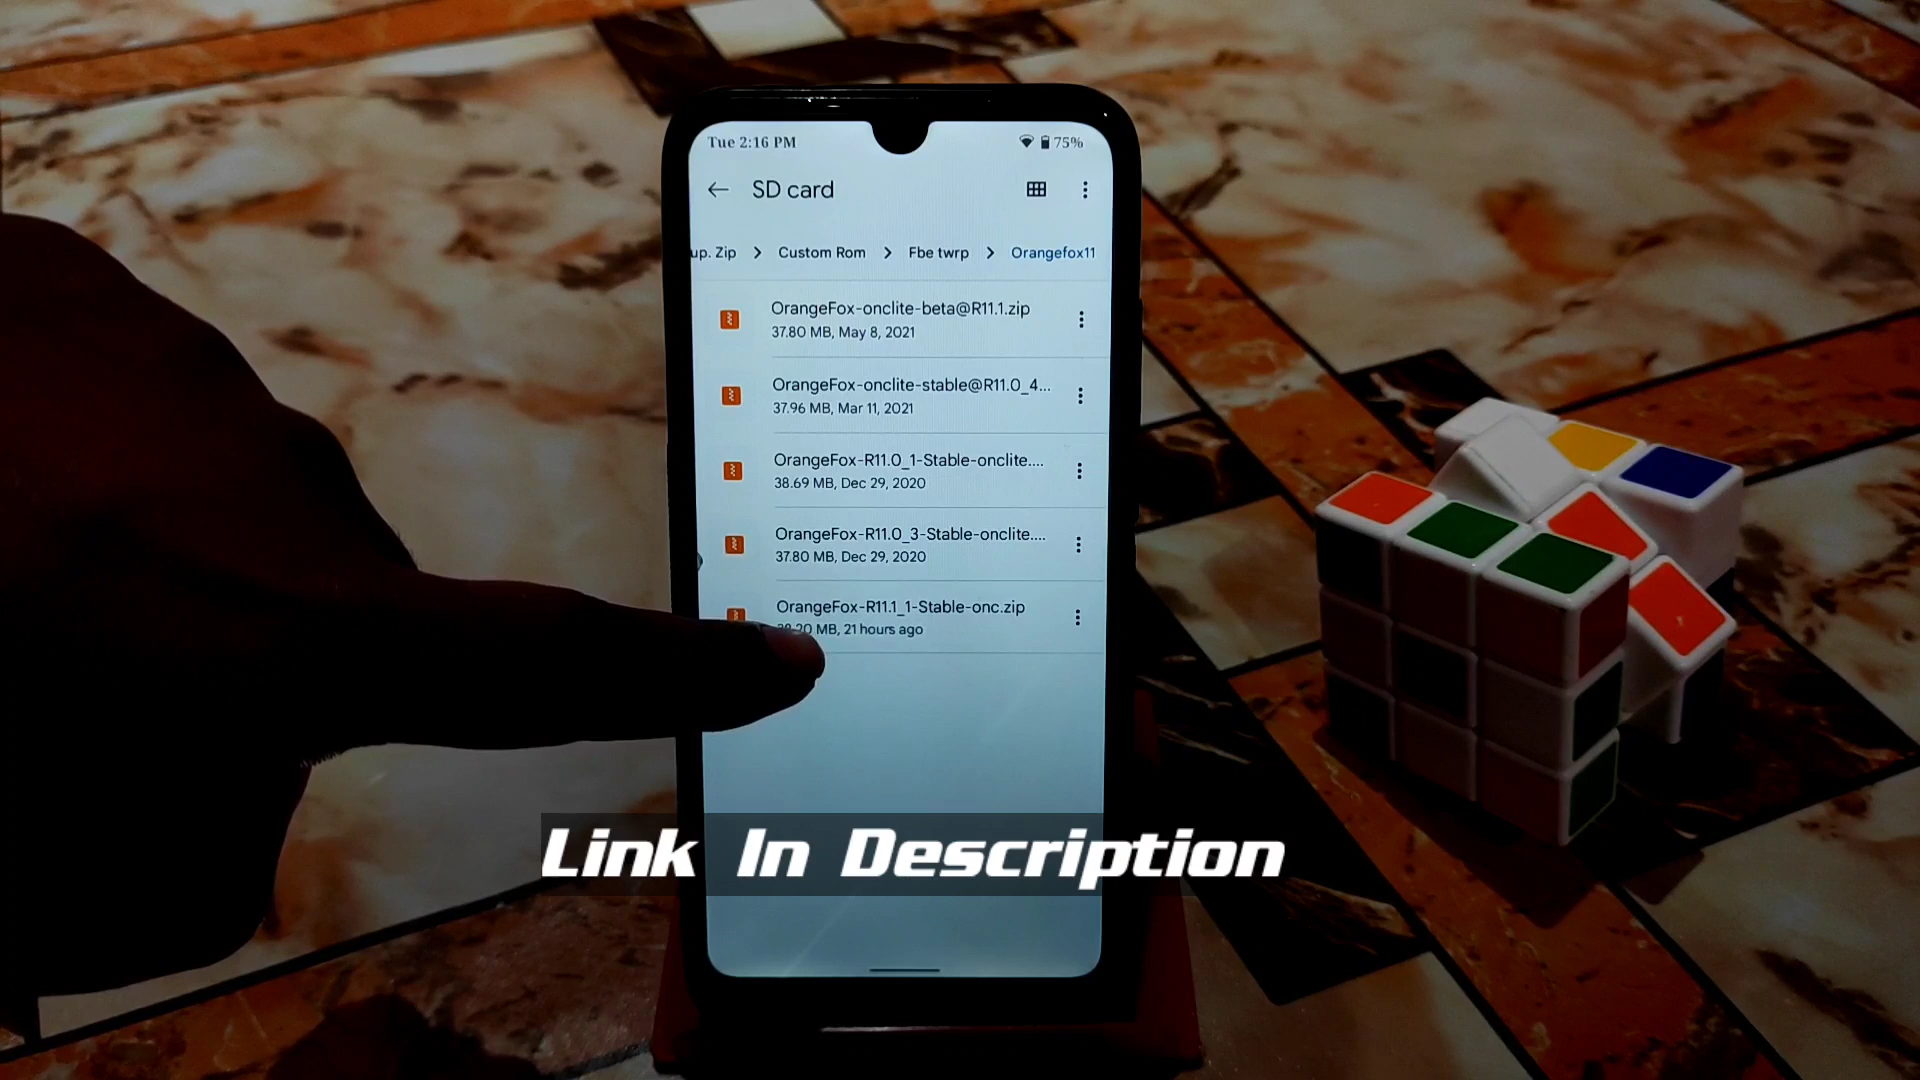 Tue 2:16 PM
75%
SD card
up. Zip > Custom Rom > Fbe twrp > Orangefox11
OrangeFox-onclite-beta@R11.1.zip
37.80 MB, May 8, 2021
OrangeFox-onclite-stable@R11.0_4...
37.96 MB, Mar 11, 2021
OrangeFox-R11.0_1-Stable-onclite....
38.69 MB, Dec 29, 2020
OrangeFox-R11.0_3-Stable-onclite....
37.80 MB, Dec 29, 2020
OrangeFox-R11.1_1-Stable-onc.zip
MB, 21 hours ago
Link In Description